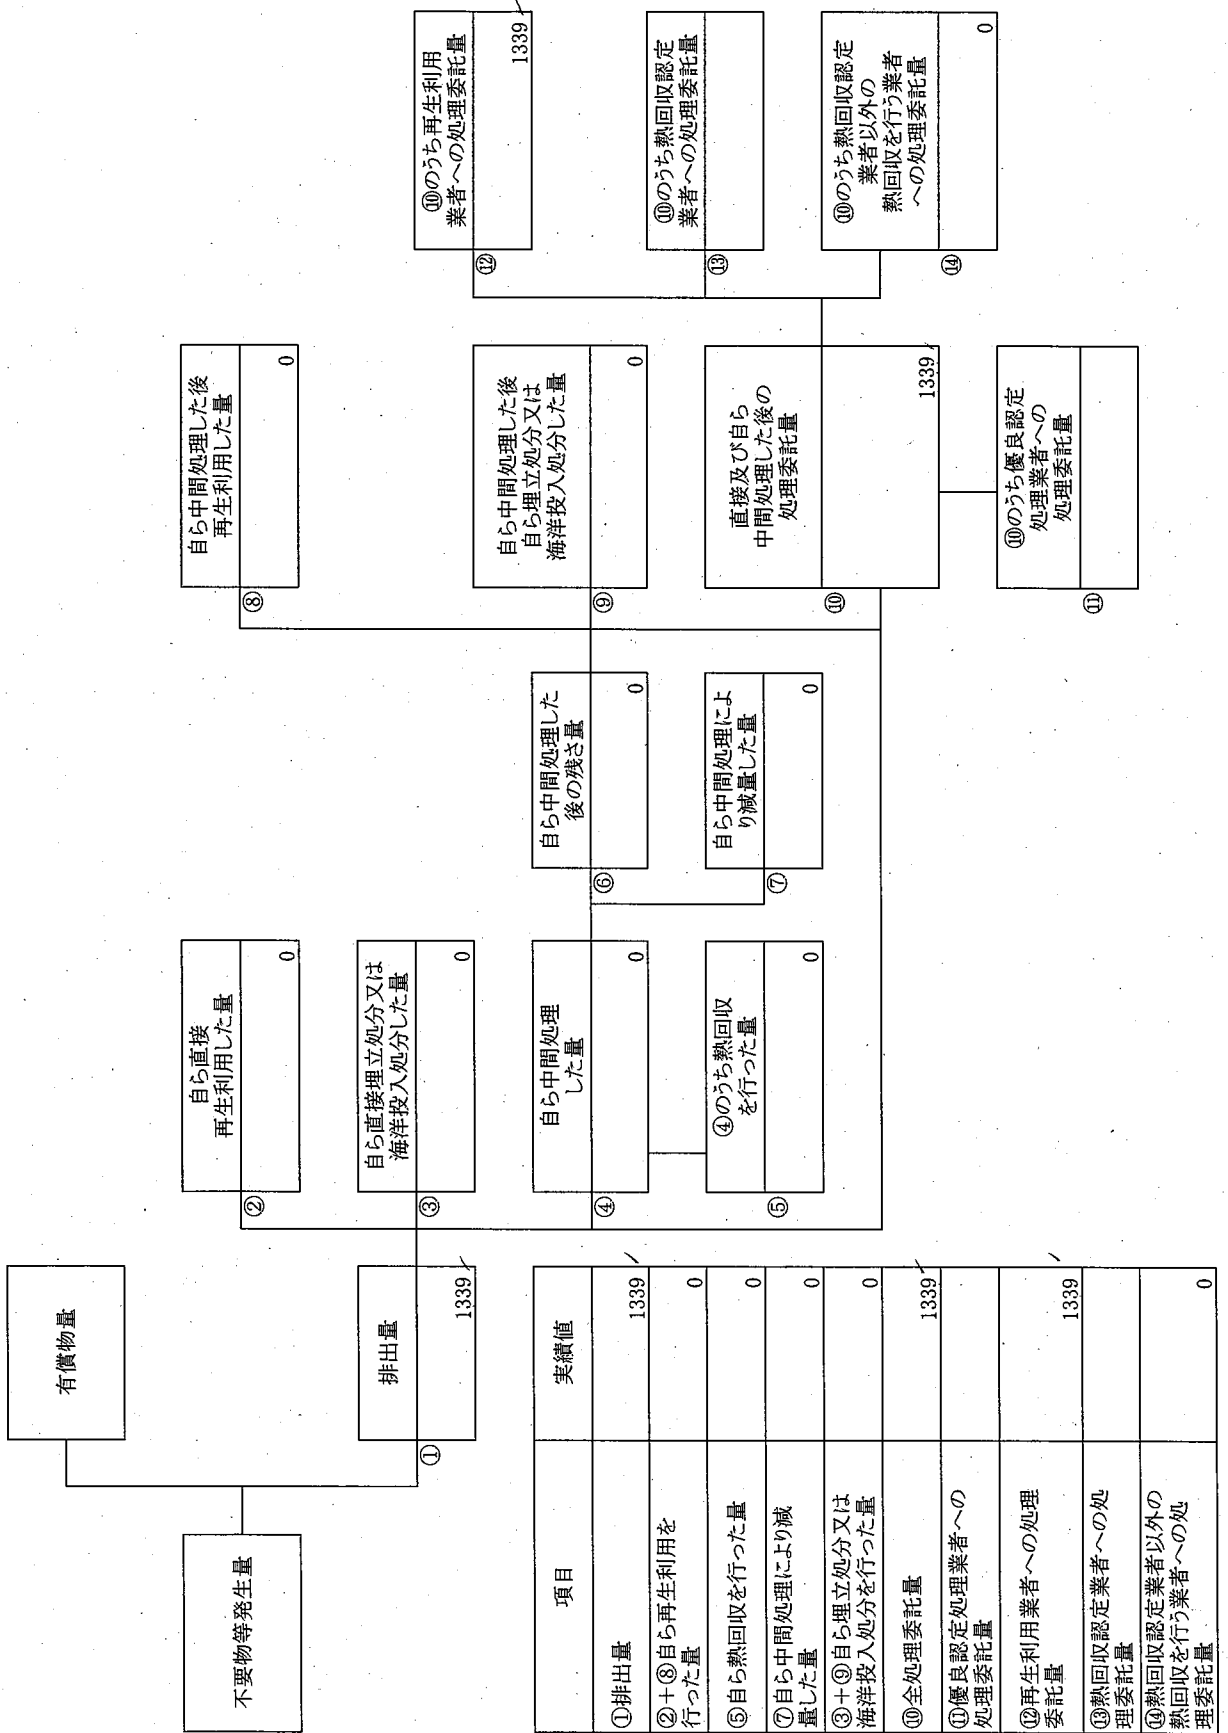 不要物等発生量
有償物量
①
排出量
1339
②
自ら直接
再生利用した量
0
③
自ら直接埋立処分又は
海洋投入処分した量
0
④
自ら中間処理
した量
0
⑤
④のうち熱回収
を行った量
0
⑥
自ら中間処理した
後の残さ量
0
⑦
自ら中間処理によ
り減量した量
0
⑧
自ら中間処理した後
再生利用した量
0
⑨
自ら中間処理した後
自ら埋立処分又は
海洋投入処分した量
0
⑩
直接及び自ら
中間処理した後の
処理委託量
1339
⑪
⑩のうち優良認定
処理業者への
処理委託量
⑫
⑩のうち再生利用
業者への処理委託量
1339
⑬
⑩のうち熱回収認定
業者への処理委託量
⑭
⑩のうち熱回収認定
業者以外の
熱回収を行う業者
への処理委託量
0
項目
実績値
①排出量
1339
②+⑧自ら再生利用を
行った量
0
⑤自ら熱回収を行った量
0
⑦自ら中間処理により減
量した量
0
③+⑨自ら埋立処分又は
海洋投入処分を行った量
0
⑩全処理委託量
1339
⑪優良認定処理業者への
処理委託量
⑫再生利用業者への処理
委託量
1339
⑬熱回収認定業者への処
理委託量
⑭熱回収認定業者以外の
熱回収を行う業者への処
理委託量
0